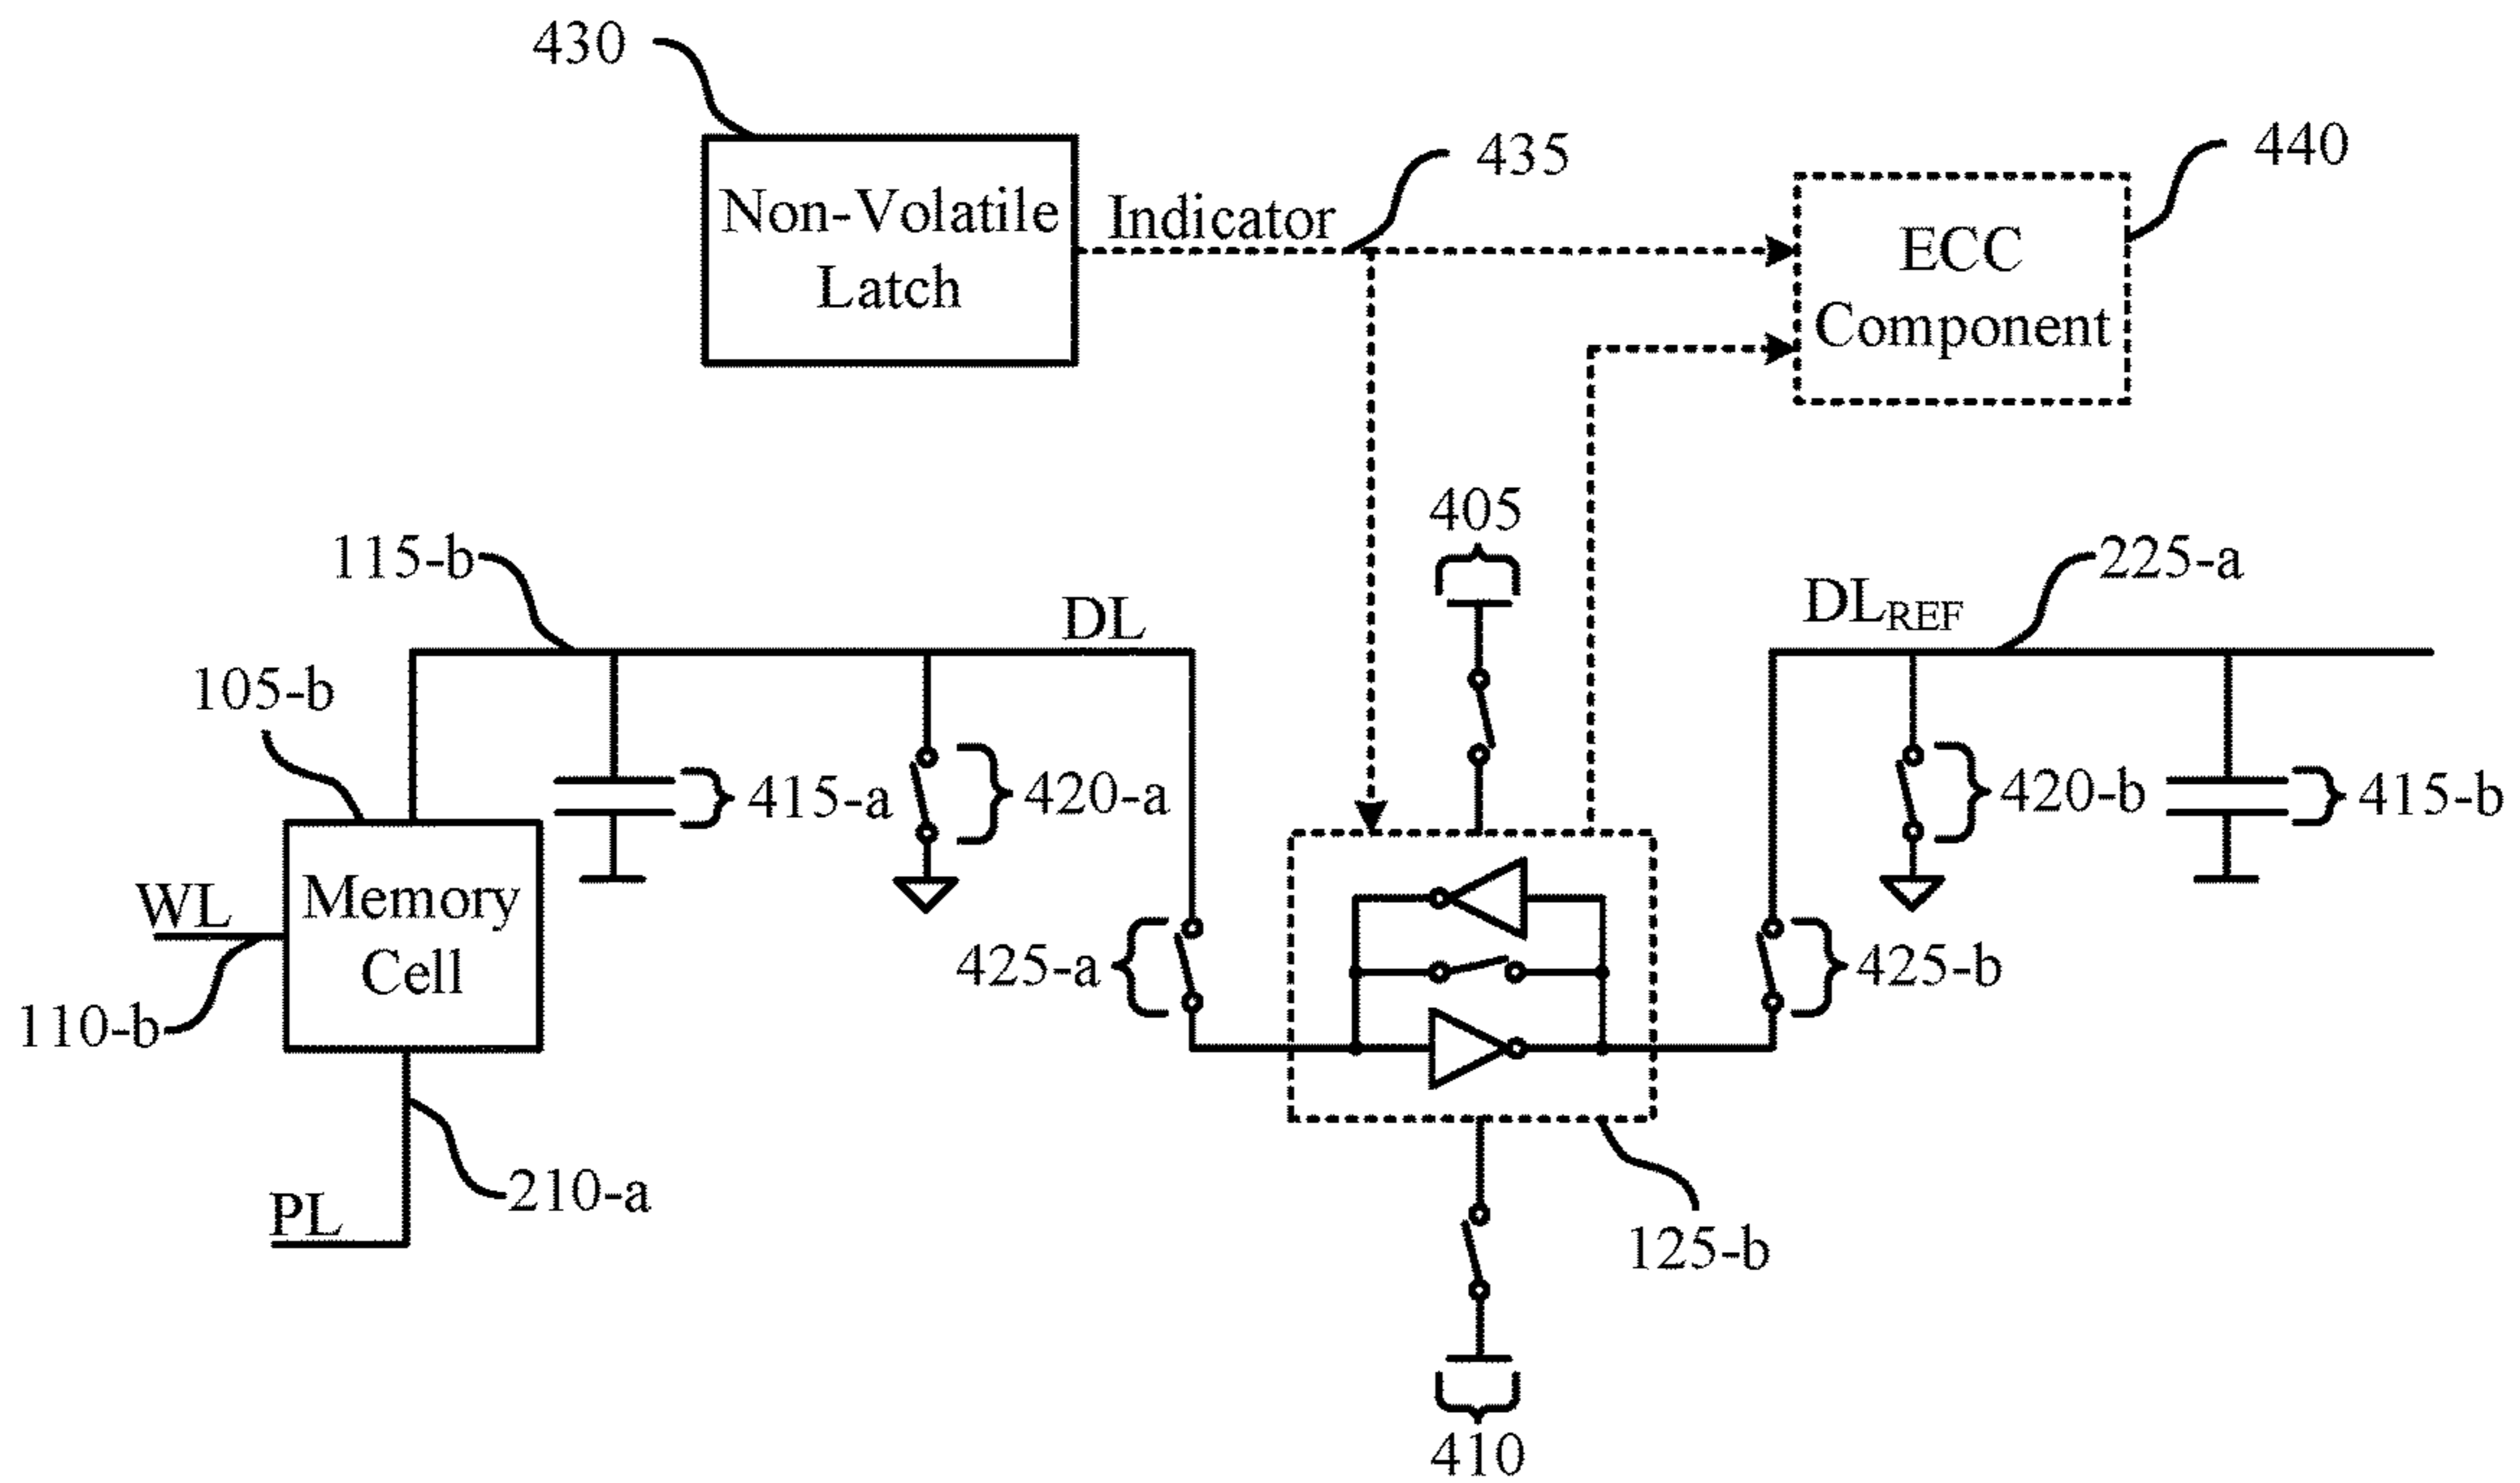 430
Non-Volatile
Latch
Indicator
435
440
ECC
Component
405
115-b
DL
DL_REF
225-a
105-b
415-a
420-a
420-b
415-b
WL
Memory
Cell
425-a
425-b
110-b
210-a
PL
125-b
410